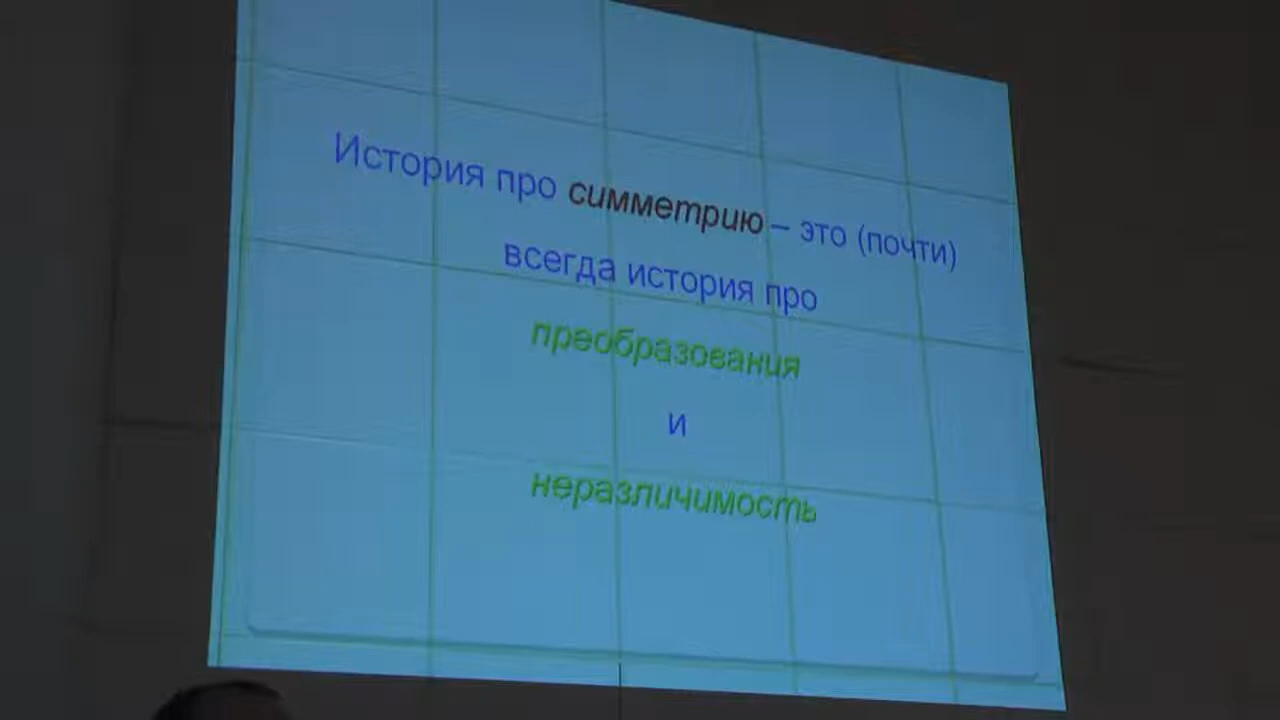 История про симметрию – это (почти)
всегда история про
преобразования
и
неразличимость